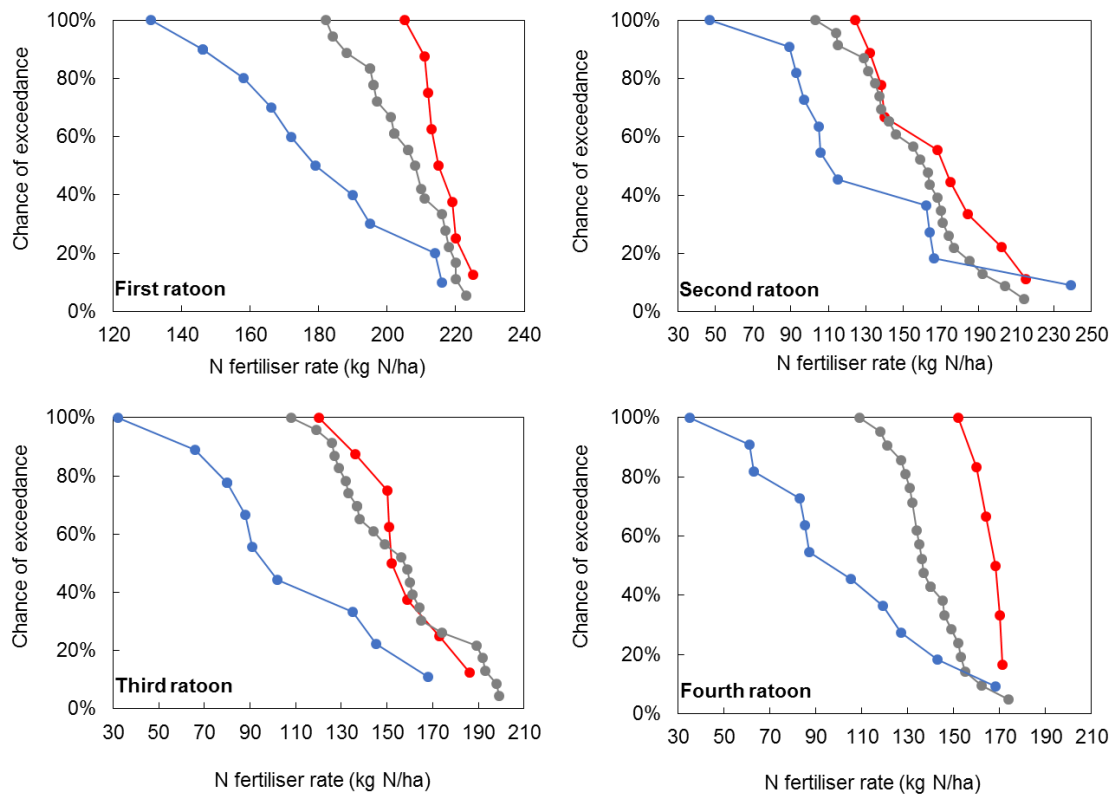 100%
80%
60%
40%
20%
0%
Chance of exceedance
First ratoon
120 140 160 180 200 220 240
N fertiliser rate (kg N/ha)
100%
80%
60%
40%
20%
0%
Chance of exceedance
Second ratoon
30 50 70 90 110 130 150 170 190 210 230 250
N fertiliser rate (kg N/ha)
100%
80%
60%
40%
20%
0%
Chance of exceedance
Third ratoon
30 50 70 90 110 130 150 170 190 210
N fertiliser rate (kg N/ha)
100%
80%
60%
40%
20%
0%
Chance of exceedance
Fourth ratoon
30 50 70 90 110 130 150 170 190 210
N fertiliser rate (kg N/ha)